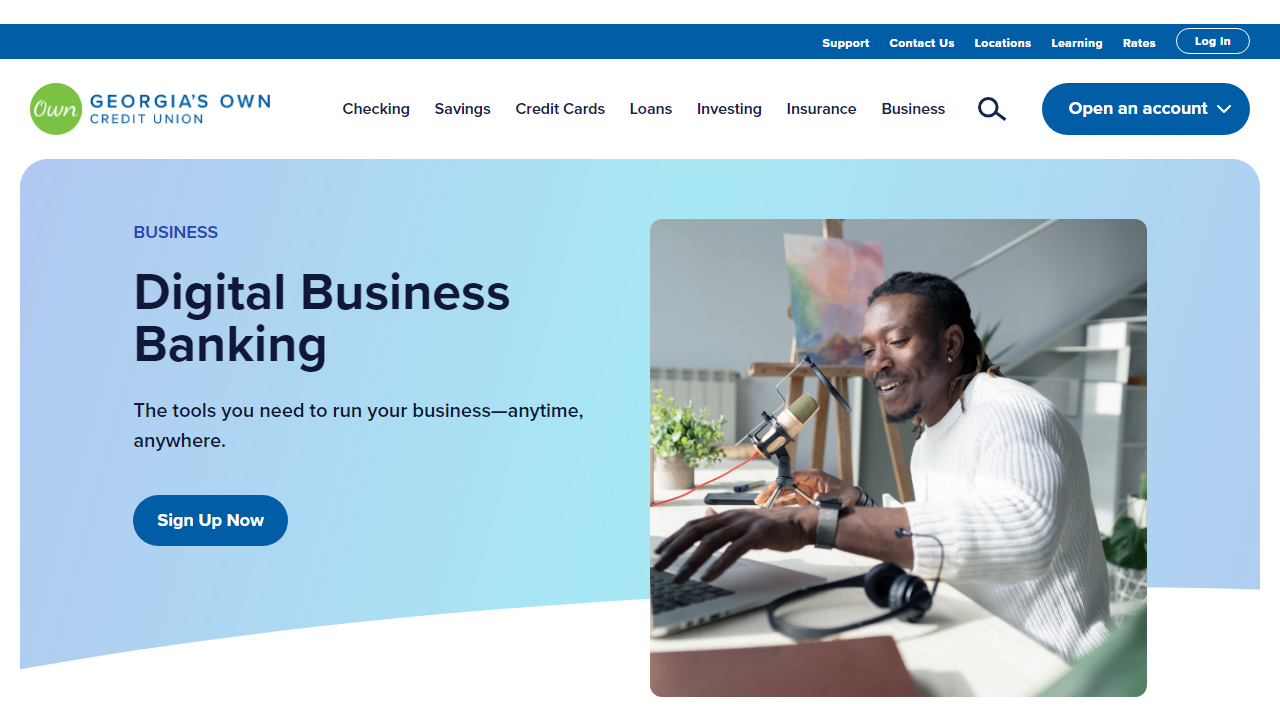 Support Contact Us Locations Learning Rates Log In
Own GEORGIA'S OWN
CREDIT UNION
Checking Savings Credit Cards Loans Investing Insurance Business Open an account
BUSINESS
Digital Business
Banking
The tools you need to run your business—anytime,
anywhere.
Sign Up Now